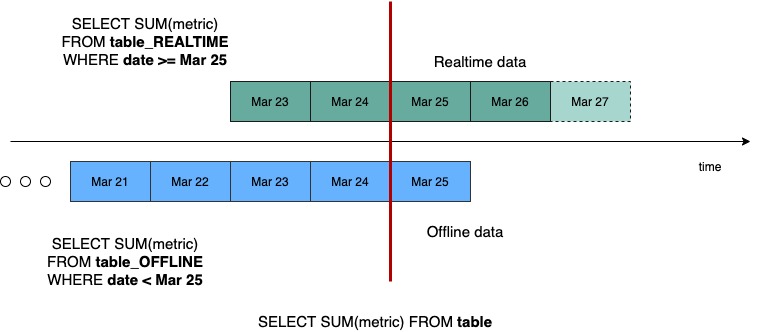 SELECT SUM(metric)
FROM table_REALTIME
WHERE date >= Mar 25
Realtime data
Mar 23
Mar 24
Mar 25
Mar 26
Mar 27
time
Mar 21
Mar 22
Mar 23
Mar 24
Mar 25
Offline data
SELECT SUM(metric)
FROM table_OFFLINE
WHERE date < Mar 25
SELECT SUM(metric) FROM table